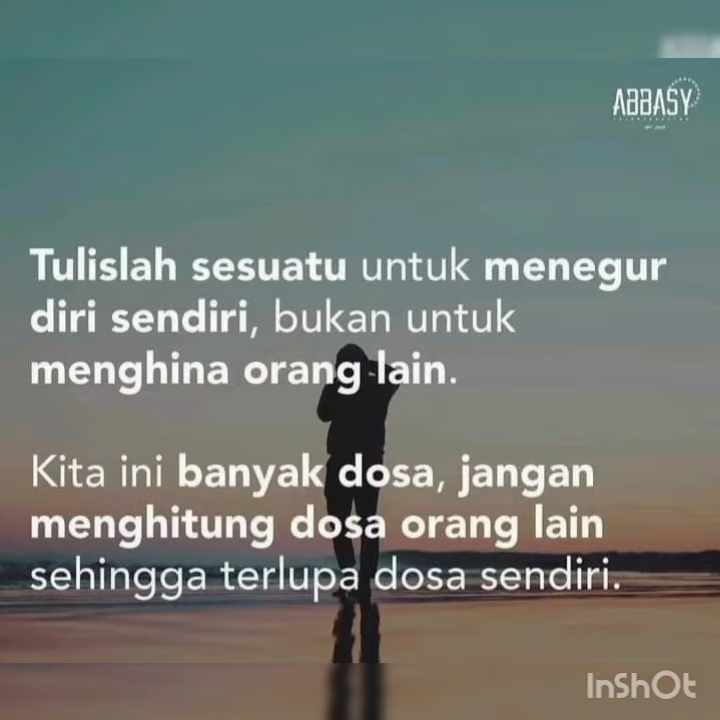 ABBASY
Tulislah sesuatu untuk menegur
diri sendiri, bukan untuk
menghina orang lain.
Kita ini banyak dosa, jangan
menghitung dosa orang lain
sehingga terlupa dosa sendiri.
InShOt